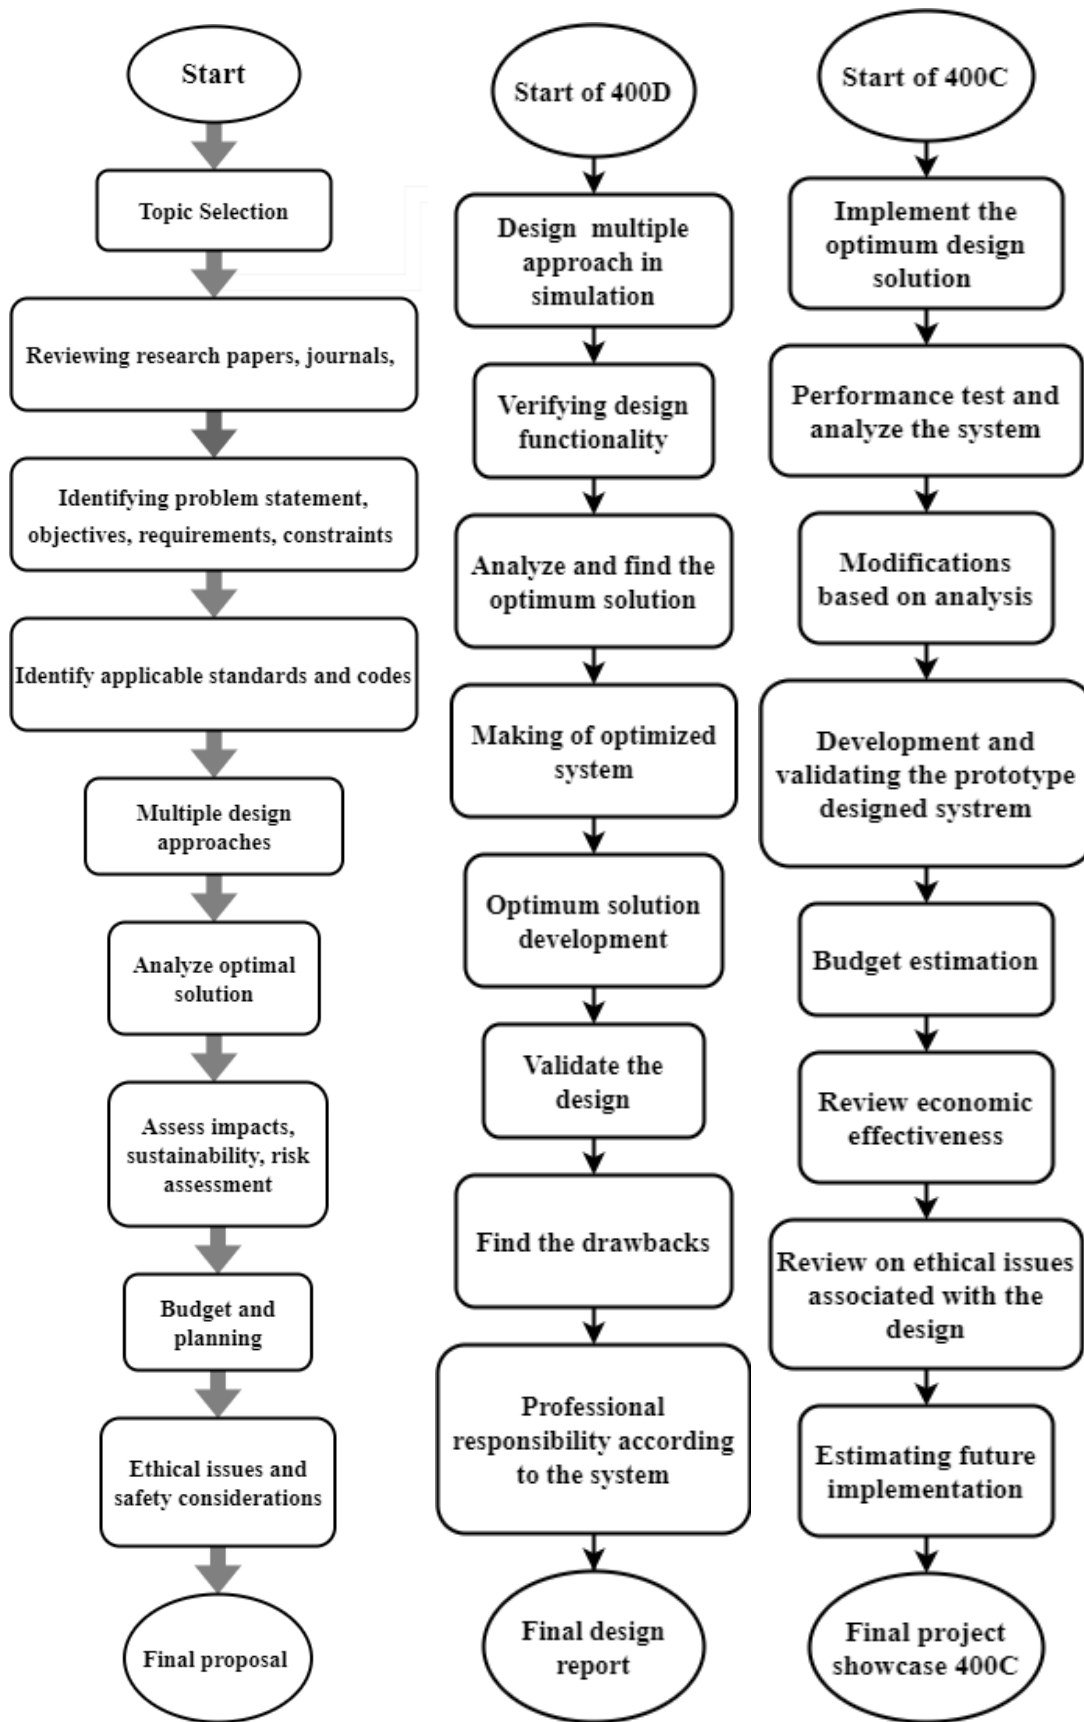 Start
Topic Selection
Reviewing research papers, journals,
Identifying problem statement,
objectives, requirements, constraints
Identify applicable standards and codes
Multiple design
approaches
Analyze optimal
solution
Assess impacts,
sustainability, risk
assessment
Budget and
planning
Ethical issues and
safety considerations
Final proposal
Start of 400D
Design multiple
approach in
simulation
Verifying design
functionality
Analyze and find the
optimum solution
Making of optimized
system
Optimum solution
development
Validate the
design
Find the drawbacks
Professional
responsibility according
to the system
Final design
report
Start of 400C
Implement the
optimum design
solution
Performance test and
analyze the system
Modifications
based on analysis
Development and
validating the prototype
designed systrem
Budget estimation
Review economic
effectiveness
Review on ethical issues
associated with the
design
Estimating future
implementation
Final project
showcase 400C